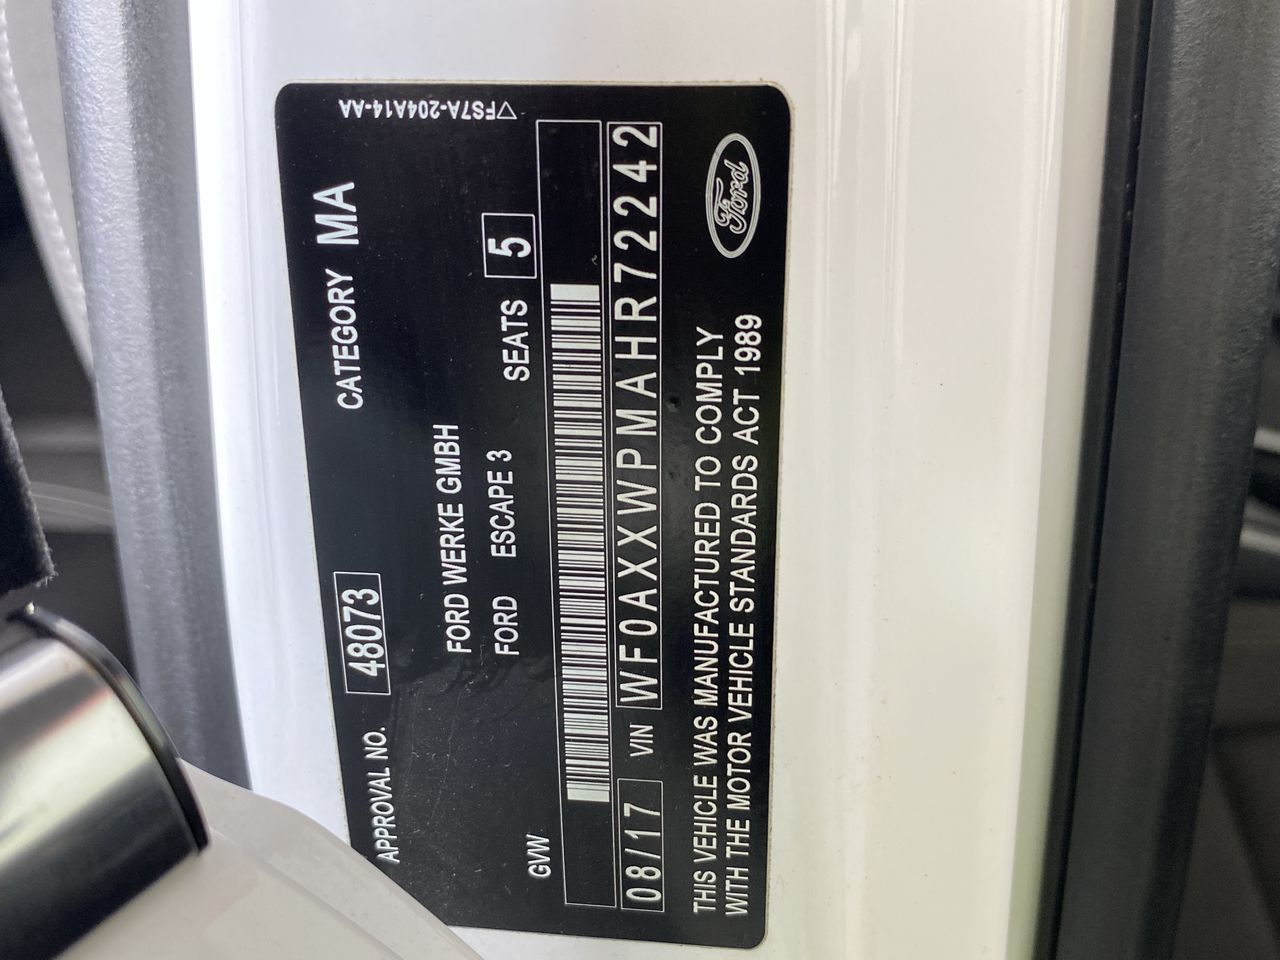 ▽FS7A-204A14-AA
APPROVAL NO. 48073 CATEGORY MA
FORD WERKE GMBH
FORD ESCAPE 3 SEATS 5
GVW
08/17 VIN WF0AXXWPMAHR72242
THIS VEHICLE WAS MANUFACTURED TO COMPLY
WITH THE MOTOR VEHICLE STANDARDS ACT 1989
Ford